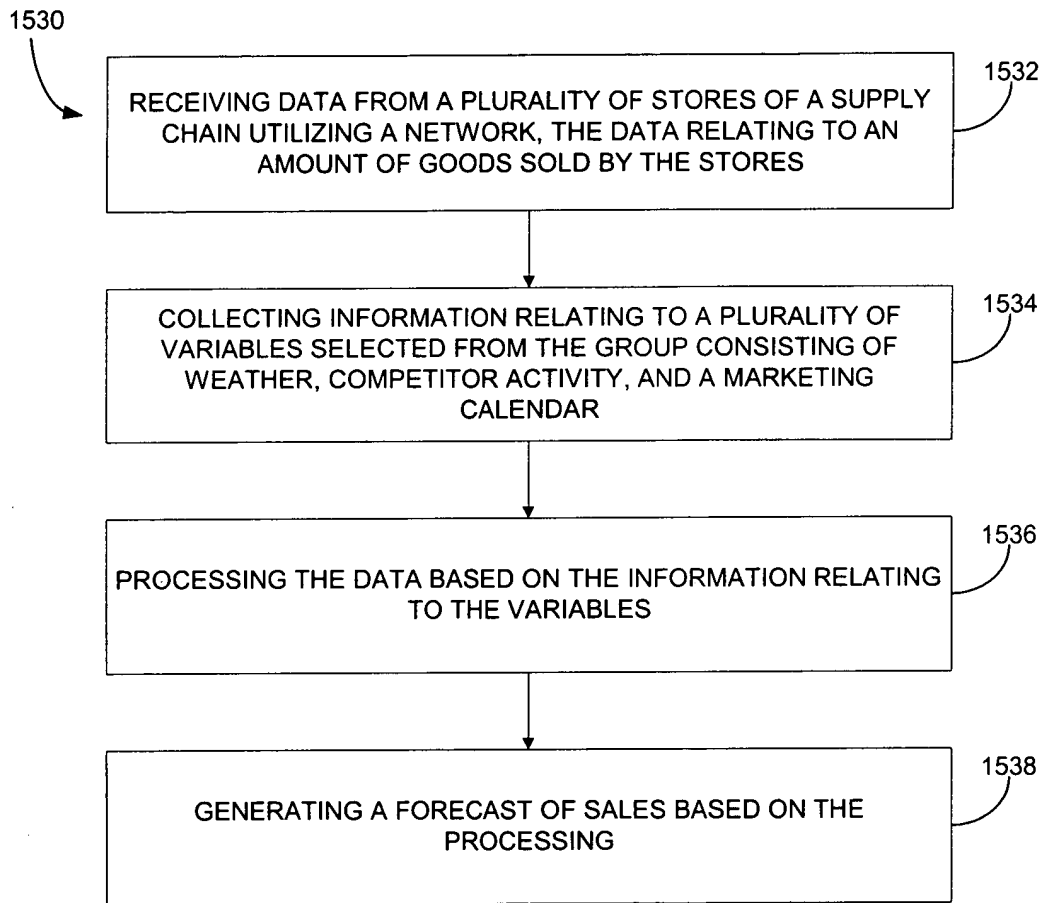 1530
1532
RECEIVING DATA FROM A PLURALITY OF STORES OF A SUPPLY
CHAIN UTILIZING A NETWORK, THE DATA RELATING TO AN
AMOUNT OF GOODS SOLD BY THE STORES
1534
COLLECTING INFORMATION RELATING TO A PLURALITY OF
VARIABLES SELECTED FROM THE GROUP CONSISTING OF
WEATHER, COMPETITOR ACTIVITY, AND A MARKETING
CALENDAR
1536
PROCESSING THE DATA BASED ON THE INFORMATION RELATING
TO THE VARIABLES
1538
GENERATING A FORECAST OF SALES BASED ON THE
PROCESSING